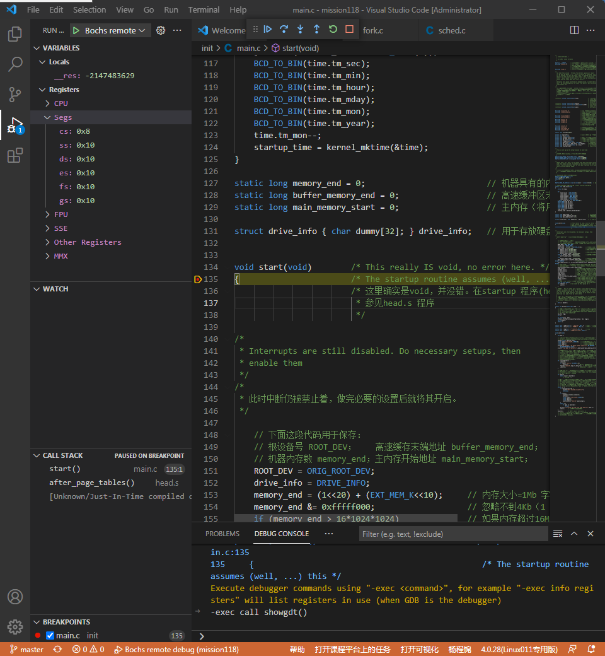 File Edit Selection View Go Run Terminal Help
main.c - mission118 - Visual Studio Code [Administrator]
RUN ... Bochs remote
Welcome
fork.c
sched.c
init > main.c > start(void)
VARIABLES
Locals
__res: -2147483629
Registers
CPU
Segs
cs: 0x8
ss: 0x10
ds: 0x10
es: 0x10
fs: 0x10
gs: 0x10
FPU
SSE
Other Registers
MMX
WATCH
CALL STACK PAUSED ON BREAKPOINT
start() main.c 135:1
after_page_tables() head.s
[Unknown/Just-In-Time compiled c
BREAKPOINTS
main.c init 135
117 BCD_TO_BIN(time.tm_sec);
118 BCD_TO_BIN(time.tm_min);
119 BCD_TO_BIN(time.tm_hour);
120 BCD_TO_BIN(time.tm_mday);
121 BCD_TO_BIN(time.tm_mon);
122 BCD_TO_BIN(time.tm_year);
123 time.tm_mon--;
124 startup_time = kernel_mktime(&time);
125 }
126
127 static long memory_end = 0; // 机器具有的
128 static long buffer_memory_end = 0; // 高速缓冲区
129 static long main_memory_start = 0; // 主内存（将
130
131 struct drive_info { char dummy[32]; } drive_info; // 用于存放硬
132
133
134 void start(void) /* This really IS void, no error here. */
135 { /* The startup routine assumes (well, ...
136 /* 这里确实是void，并没错。在startup 程序(he
137 * 参见head.s 程序
138 */
139
140 /*
141 * Interrupts are still disabled. Do necessary setups, then
142 * enable them
143 */
144 /*
145 * 此时中断仍被禁止着，做完必要的设置后就将其开启。
146 */
147
148 // 下面这段代码用于保存：
149 // 根设备号 ROOT_DEV； 高速缓存末端地址 buffer_memory_end；
150 // 机器内存数 memory_end；主内存开始地址 main_memory_start；
151 ROOT_DEV = ORIG_ROOT_DEV;
152 drive_info = DRIVE_INFO;
153 memory_end = (1<<20) + (EXT_MEM_K<<10); // 内存大小=1Mb 字
154 memory_end &= 0xfffff000; // 忽略不到4Kb（1
155 if (memory_end > 16*1024*1024) // 如果内存超过16M
PROBLEMS DEBUG CONSOLE ... Filter (e.g. text, !exclude)
in.c:135
135 { /* The startup routine
assumes (well, ...) this */
Execute debugger commands using "-exec <command>", for example "-exec info regi
sters" will list registers in use (when GDB is the debugger)
-exec call showgdt()
master 0 0 Bochs remote debug (mission118) 帮助 打开课程平台上的任务 打开可视化 杨程锦 4.0.28(Linux011专用版)